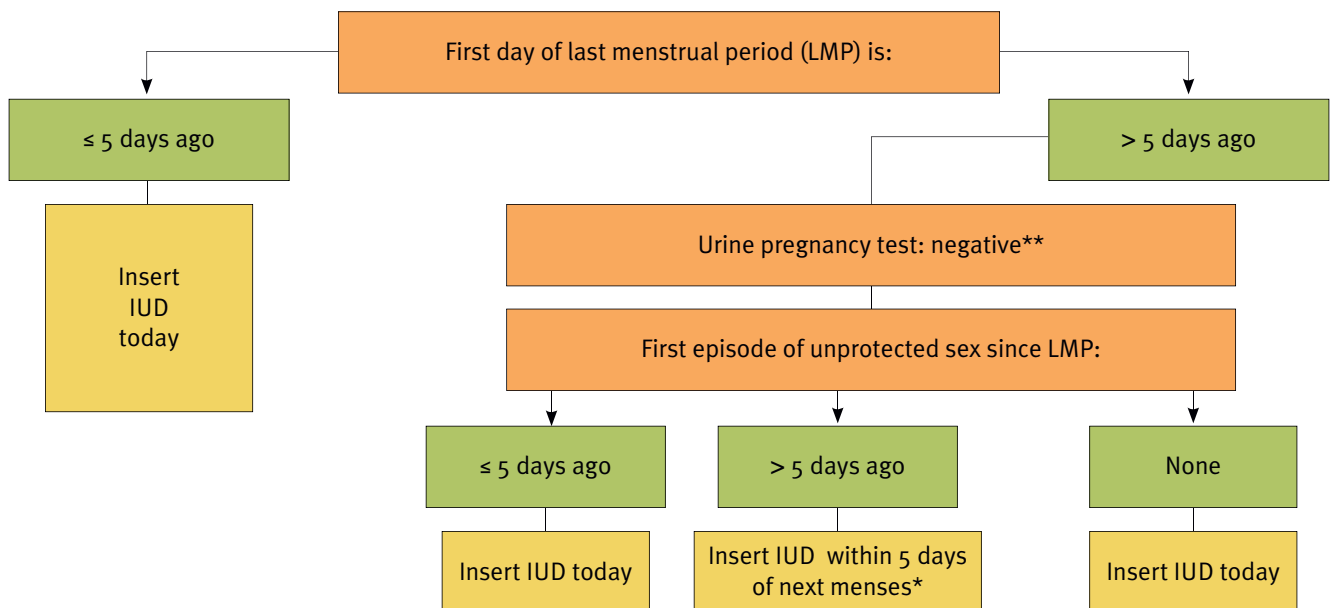 First day of last menstrual period (LMP) is:
≤ 5 days ago
> 5 days ago
Insert
IUD
today
Urine pregnancy test: negative**
First episode of unprotected sex since LMP:
≤ 5 days ago
> 5 days ago
None
Insert IUD today
Insert IUD within 5 days
of next menses*
Insert IUD today